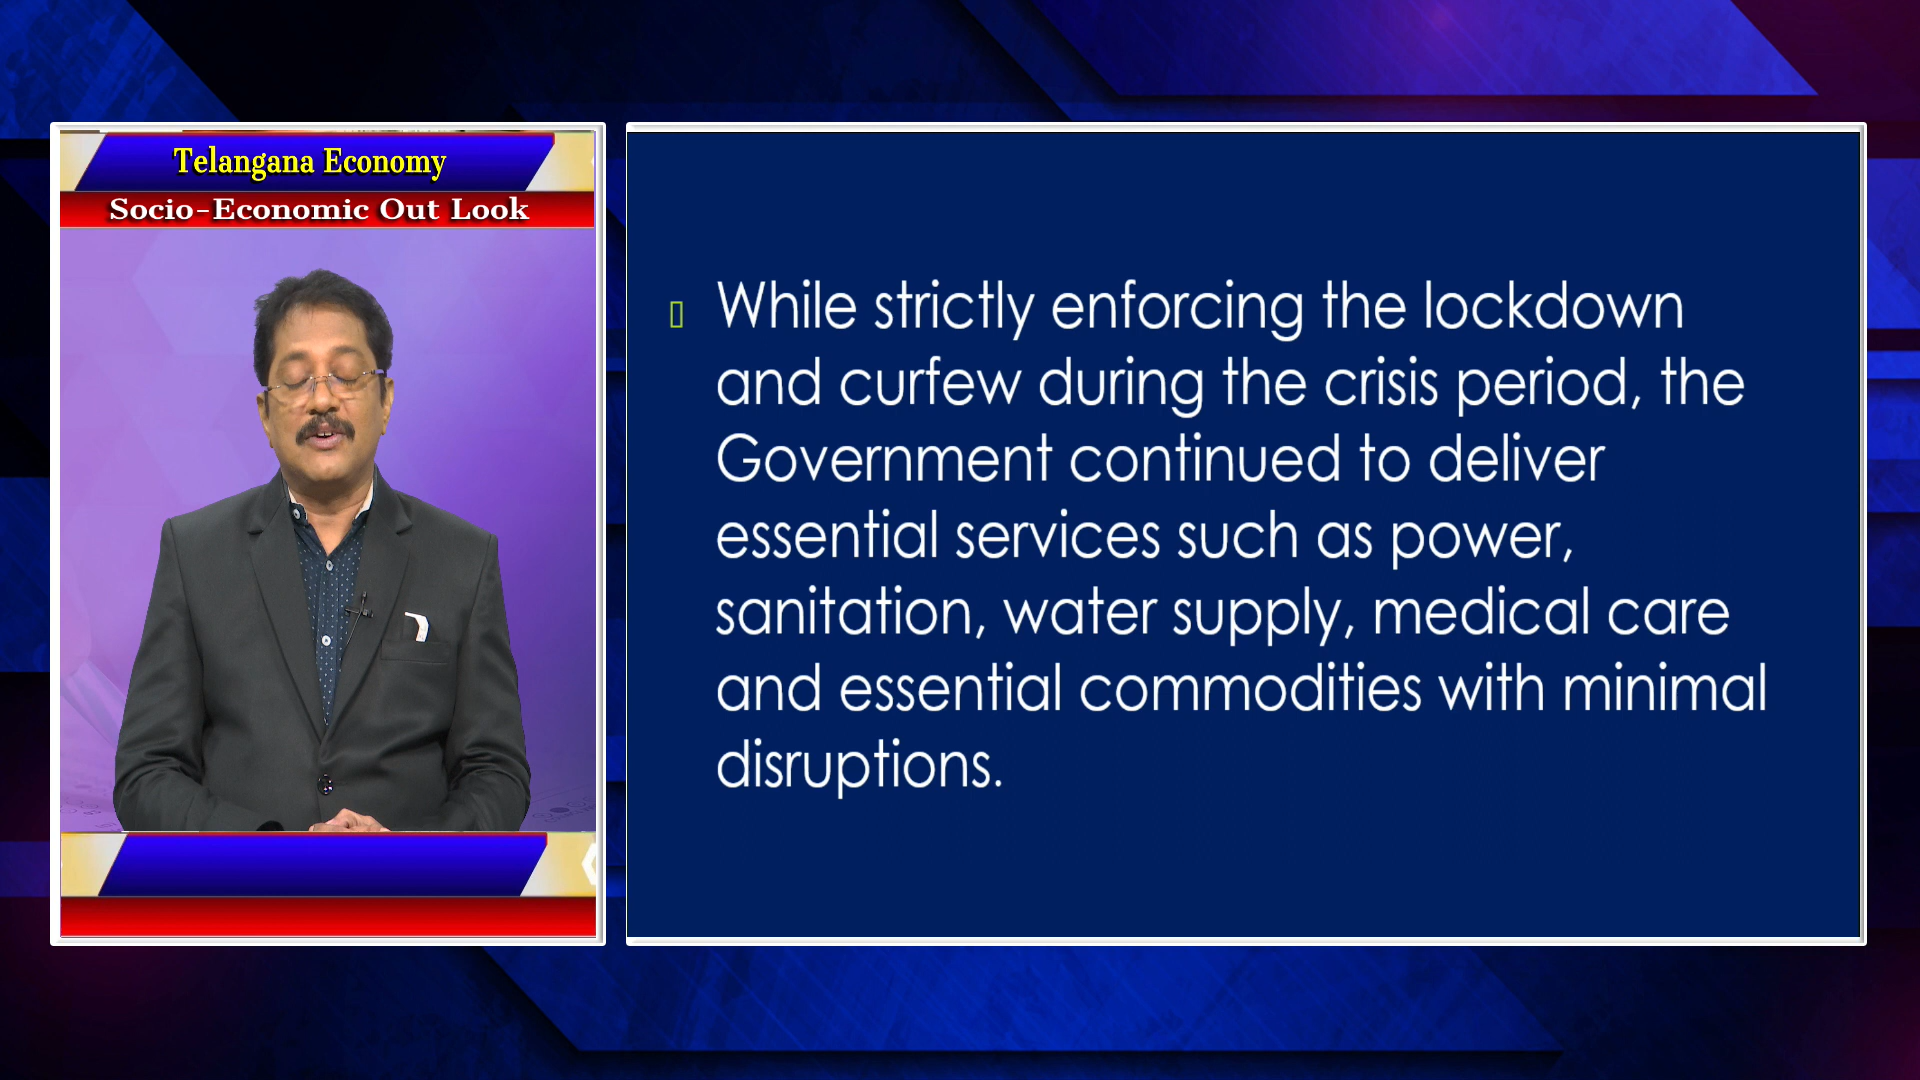 Telangana Economy
Socio-Economic Out Look
While strictly enforcing the lockdown
and curfew during the crisis period, the
Government continued to deliver
essential services such as power,
sanitation, water supply, medical care
and essential commodities with minimal
disruptions.